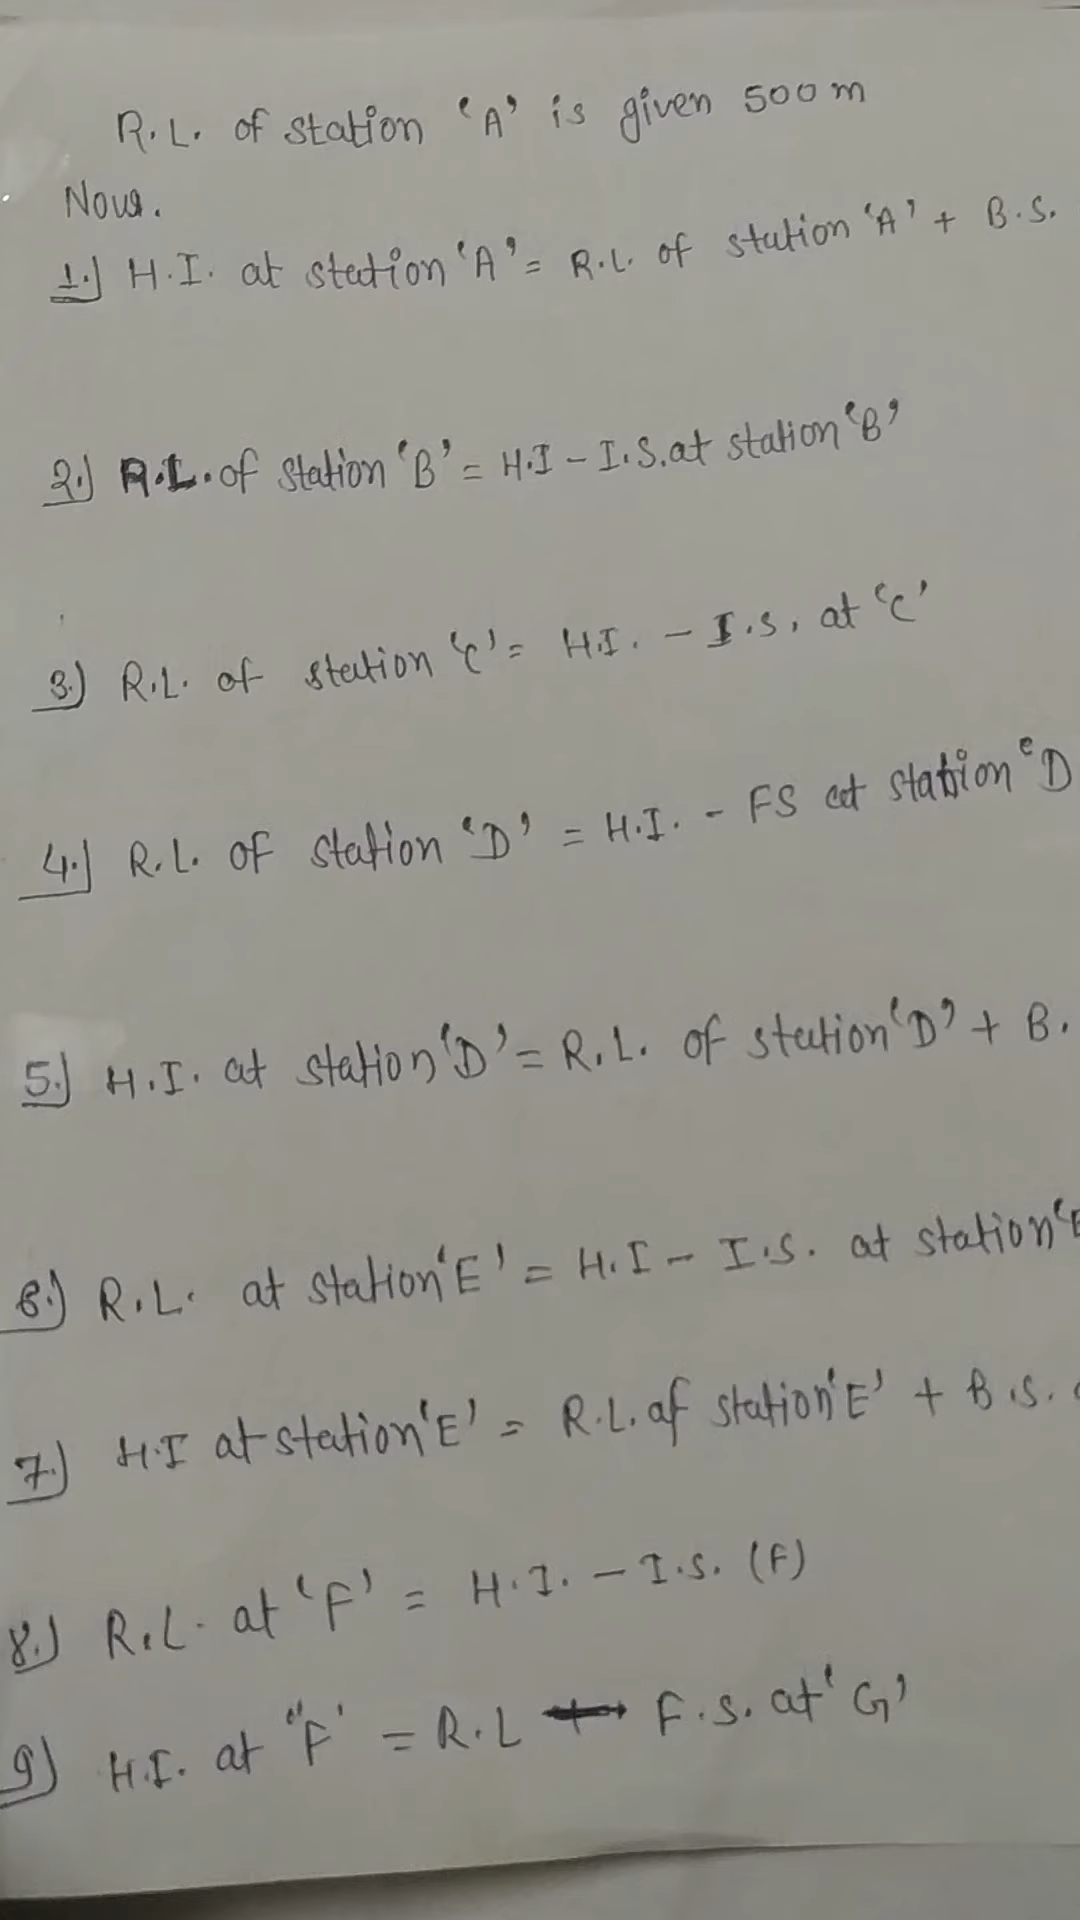 R.L. of station 'A' is given 500 m
Now.
1.) H.I. at station 'A' = R.L. of station 'A' + B.S.
2.) R.L. of station 'B' = H.I - I.S. at station 'B'
3.) R.L. of station 'C' = H.I. - I.S. at 'C'
4.) R.L. of station 'D' = H.I. - FS at station 'D
5.) H.I. at station 'D' = R.L. of station 'D' + B.
6.) R.L. at station 'E' = H.I - I.S. at station 'E
7.) H.I at station 'E' = R.L. of station 'E' + B.S.
8.) R.L. at 'F' = H.I. - I.S. (F)
9) H.I. at "F' = R.L F.S. at 'G'